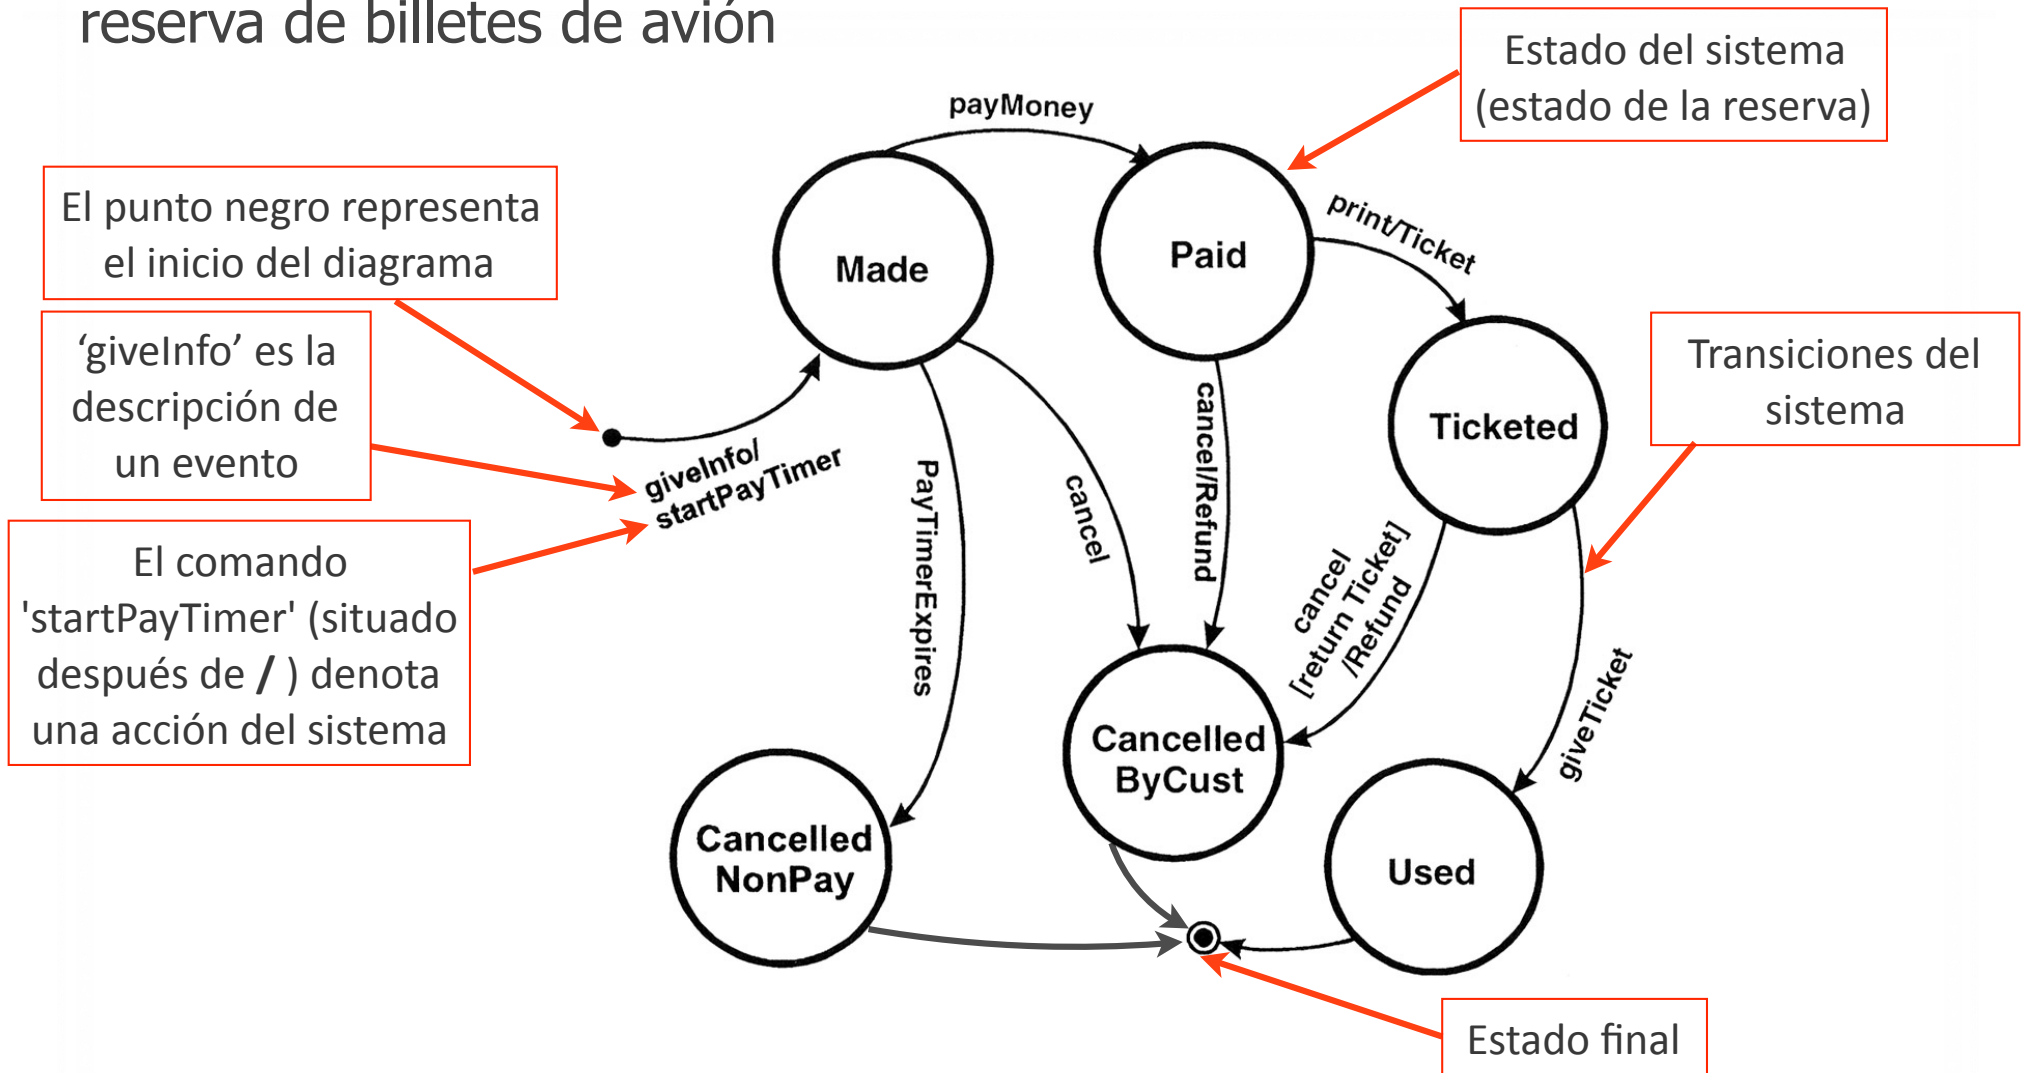 reserva de billetes de avión
Estado del sistema
(estado de la reserva)
payMoney
El punto negro representa
el inicio del diagrama
Made
Paid
print/Ticket
‘giveInfo’ es la
descripción de
un evento
Transiciones del
sistema
Ticketed
giveInfo/
startPayTimer
PayTimerExpires
cancel
cancel/Refund
cancel
[return Ticket]
/Refund
giveTicket
El comando
'startPayTimer' (situado
después de / ) denota
una acción del sistema
Cancelled
ByCust
Cancelled
NonPay
Used
Estado final